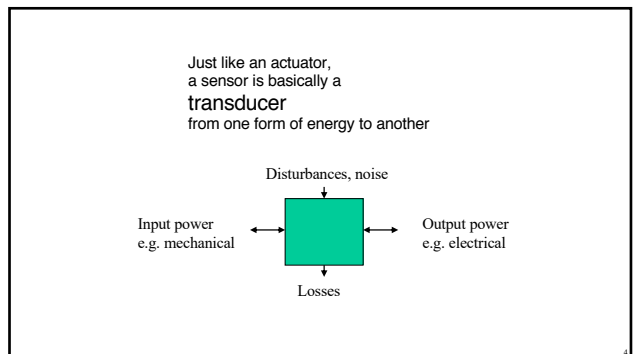 Just like an actuator,
a sensor is basically a
transducer
from one form of energy to another
Disturbances, noise
Input power
e.g. mechanical
Output power
e.g. electrical
Losses
4